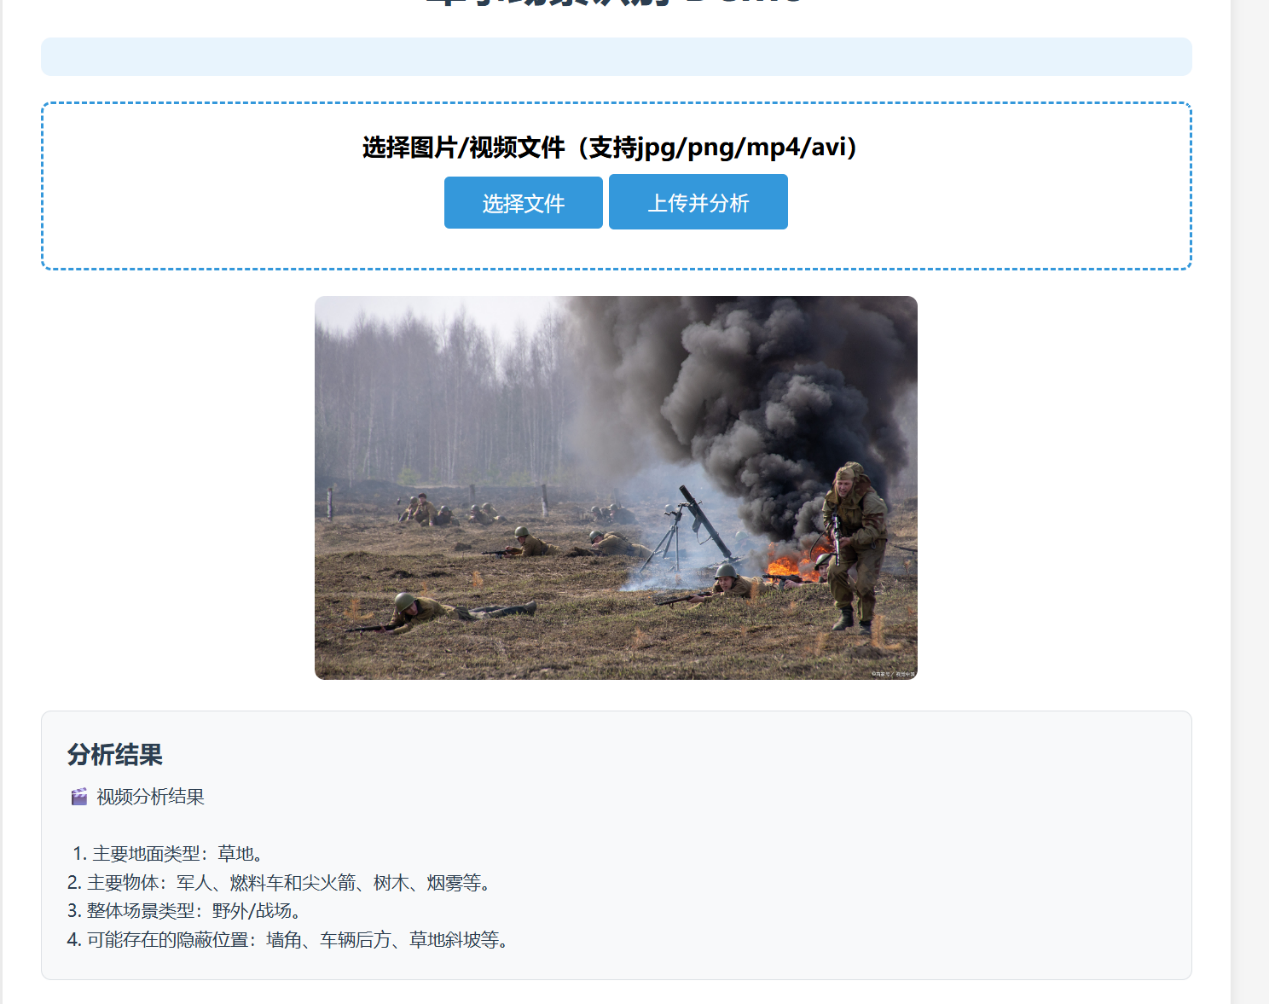 选择图片/视频文件（支持jpg/png/mp4/avi）
选择文件
上传并分析
分析结果
🎬 视频分析结果
1. 主要地面类型：草地。
2. 主要物体：军人、燃料车和尖火箭、树木、烟雾等。
3. 整体场景类型：野外/战场。
4. 可能存在的隐蔽位置：墙角、车辆后方、草地斜坡等。